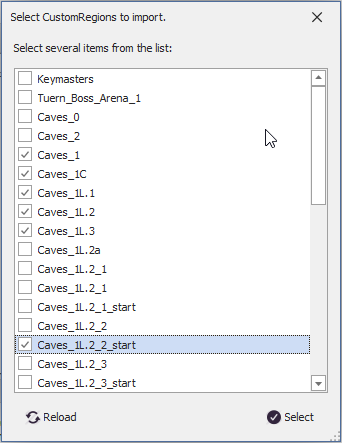 Select CustomRegions to import.
Select several items from the list:
Keymasters
Tuern_Boss_Arena_1
Caves_0
Caves_2
Caves_1
Caves_1C
Caves_1L.1
Caves_1L.2
Caves_1L.3
Caves_1L.2a
Caves_1L.2_1
Caves_1L.2_1
Caves_1L.2_1_start
Caves_1L.2_2
Caves_1L.2_2_start
Caves_1L.2_3
Caves_1L.2_3_start
Reload Select